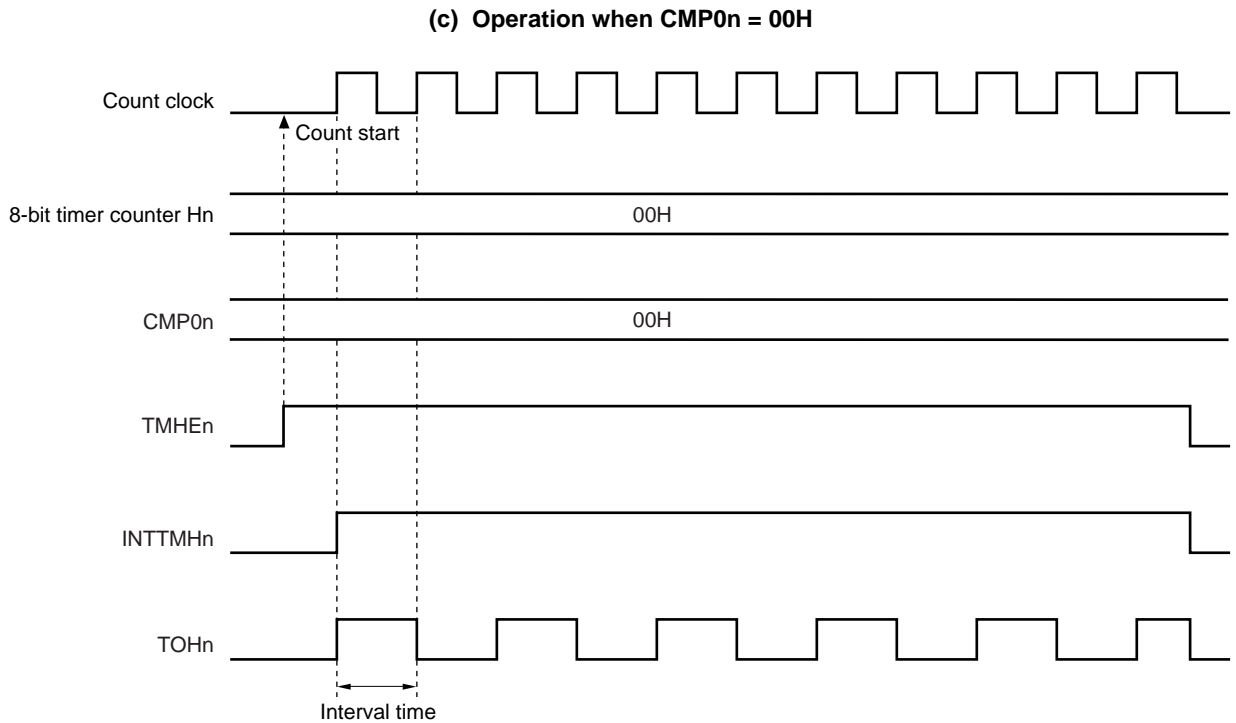 (c) Operation when CMP0n = 00H
Count clock
Count start
8-bit timer counter Hn
00H
CMP0n
00H
TMHEn
INTTMHn
TOHn
Interval time